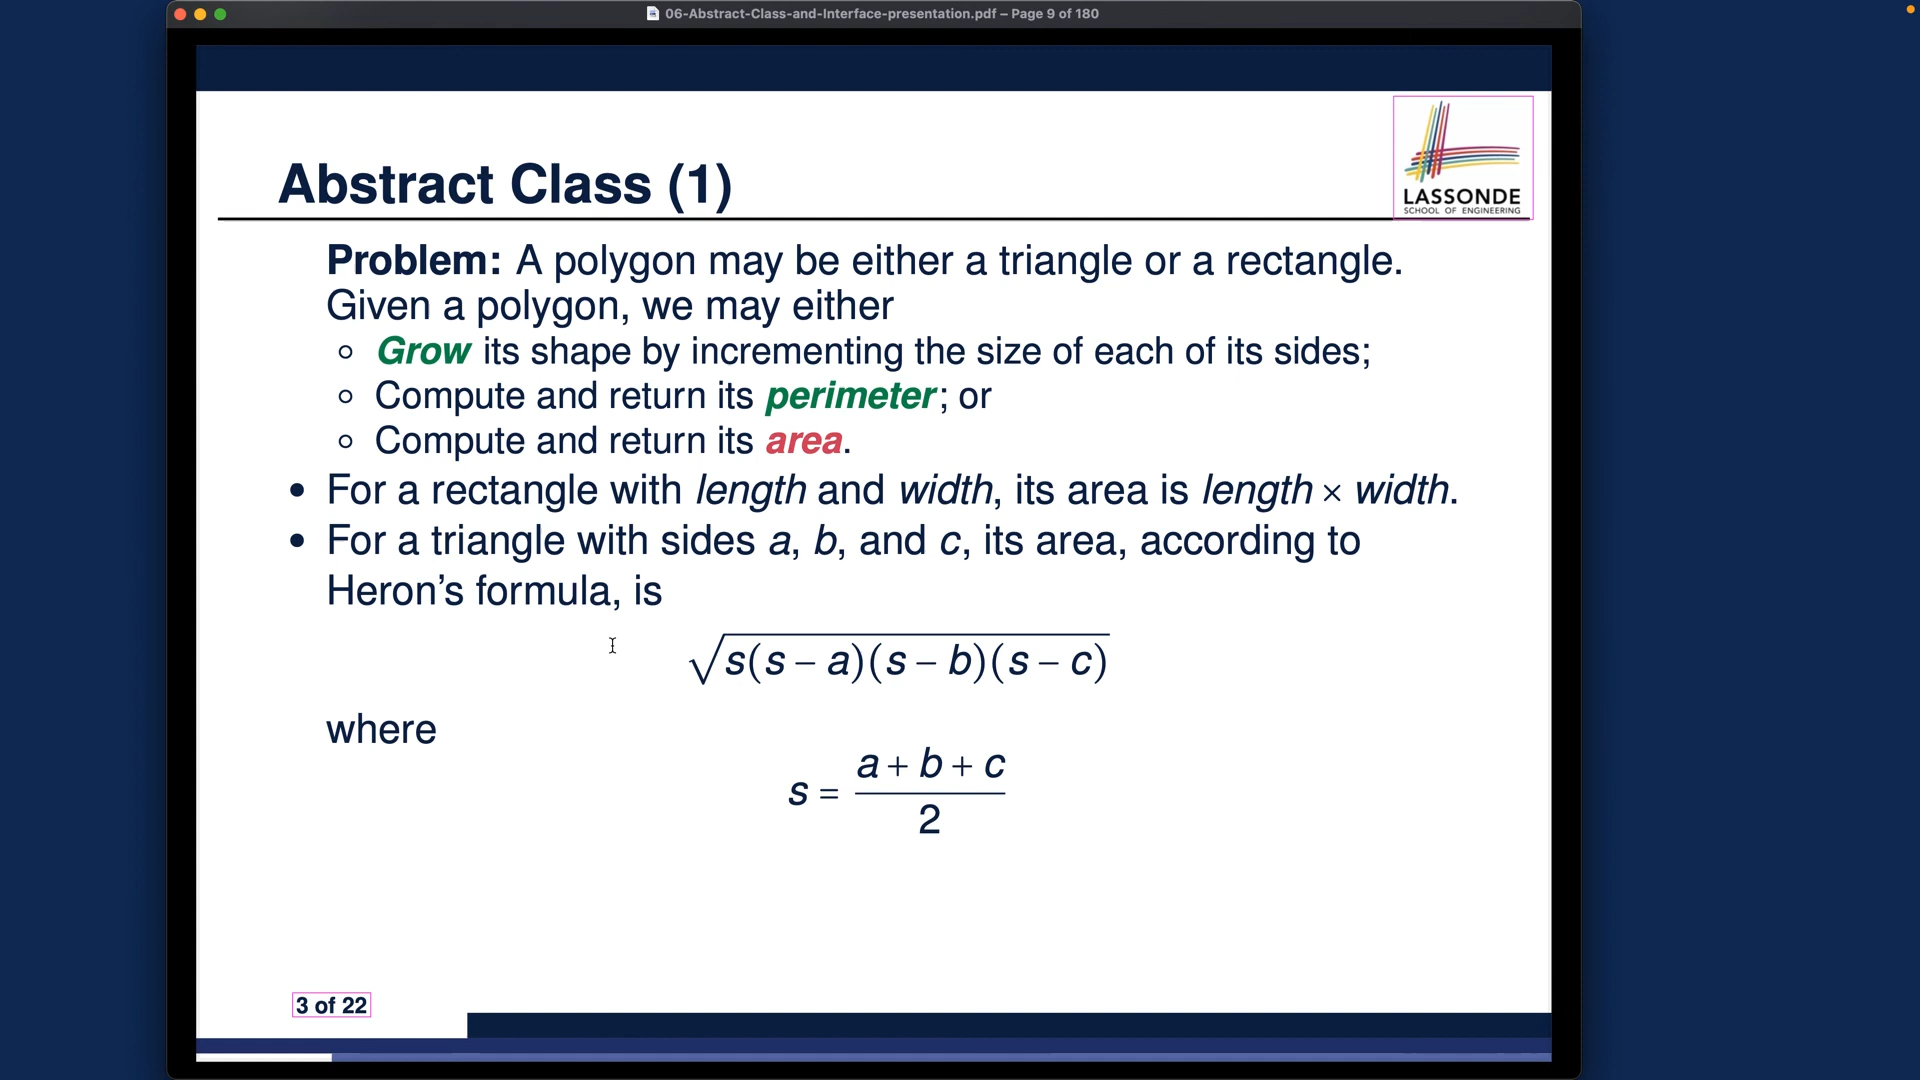 06-Abstract-Class-and-Interface-presentation.pdf – Page 9 of 180
LASSONDE
SCHOOL OF ENGINEERING
Abstract Class (1)
Problem: A polygon may be either a triangle or a rectangle.
Given a polygon, we may either
◦ Grow its shape by incrementing the size of each of its sides;
◦ Compute and return its perimeter; or
◦ Compute and return its area.
• For a rectangle with length and width, its area is length × width.
• For a triangle with sides a, b, and c, its area, according to
Heron's formula, is
√s(s − a)(s − b)(s − c)
where
s = a + b + c
2
3 of 22